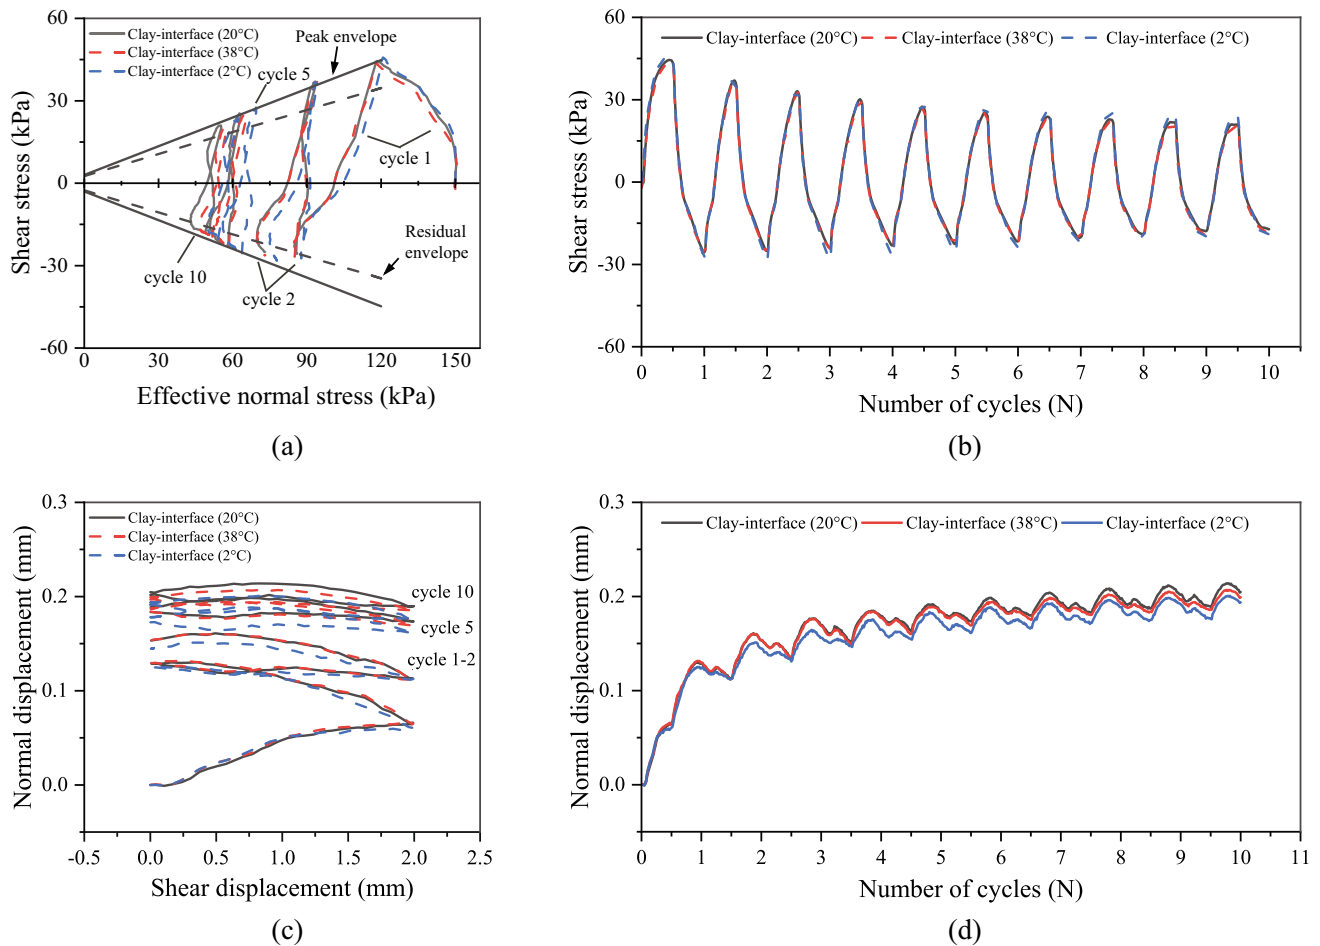 60
30
0
-30
-60
Shear stress (kPa)
Clay-interface (20°C)
Clay-interface (38°C)
Clay-interface (2°C)
Peak envelope
cycle 5
cycle 1
Residual
envelope
cycle 10
cycle 2
0 30 60 90 120 150
Effective normal stress (kPa)
(a)
60
30
0
-30
-60
Shear stress (kPa)
Clay-interface (20°C) Clay-interface (38°C) Clay-interface (2°C)
0 1 2 3 4 5 6 7 8 9 10
Number of cycles (N)
(b)
0.3
0.2
0.1
0.0
Normal displacement (mm)
Clay-interface (20°C)
Clay-interface (38°C)
Clay-interface (2°C)
cycle 10
cycle 5
cycle 1-2
-0.5 0.0 0.5 1.0 1.5 2.0 2.5
Shear displacement (mm)
(c)
0.3
0.2
0.1
0.0
Normal displacement (mm)
Clay-interface (20°C) Clay-interface (38°C) Clay-interface (2°C)
0 1 2 3 4 5 6 7 8 9 10 11
Number of cycles (N)
(d)